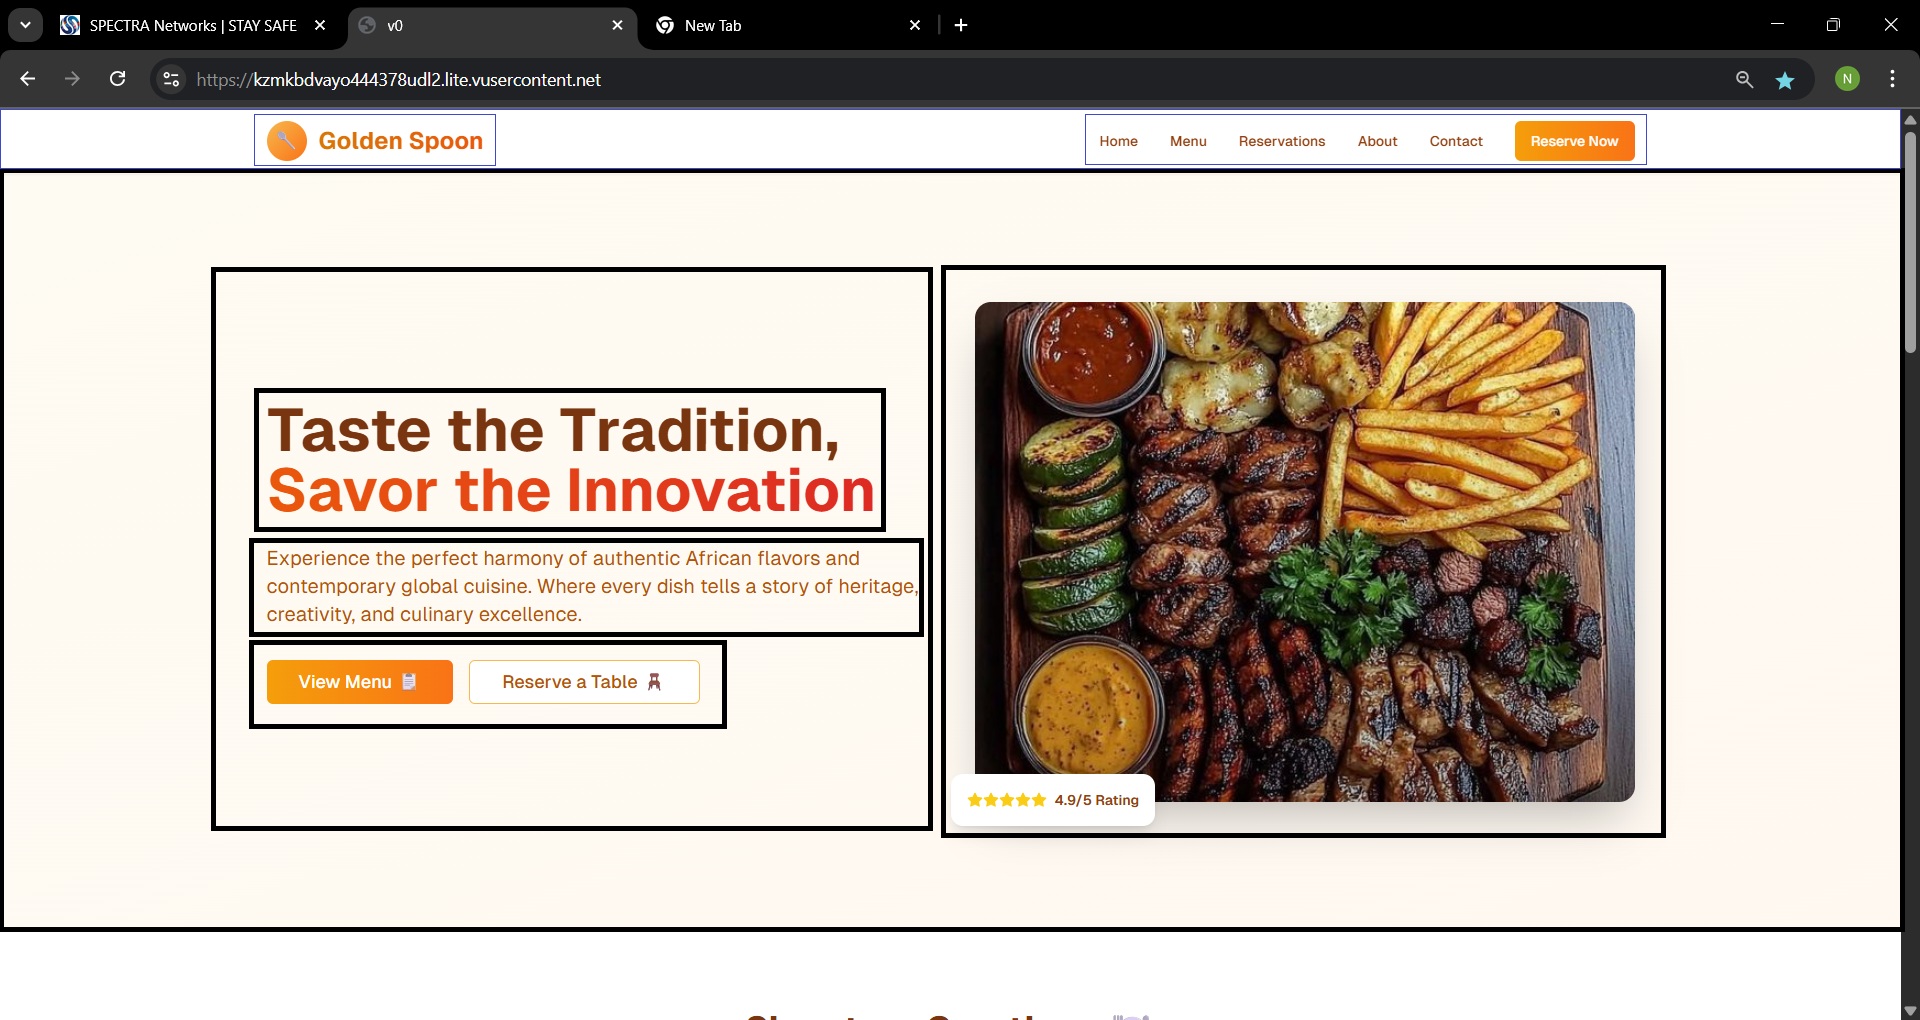 SPECTRA Networks | STAY SAFE
v0
New Tab
https://kzmkbdvayo444378udl2.lite.vusercontent.net
N
Golden Spoon
Home
Menu
Reservations
About
Contact
Reserve Now
Taste the Tradition,
Savor the Innovation
Experience the perfect harmony of authentic African flavors and
contemporary global cuisine. Where every dish tells a story of heritage,
creativity, and culinary excellence.
View Menu
Reserve a Table
4.9/5 Rating